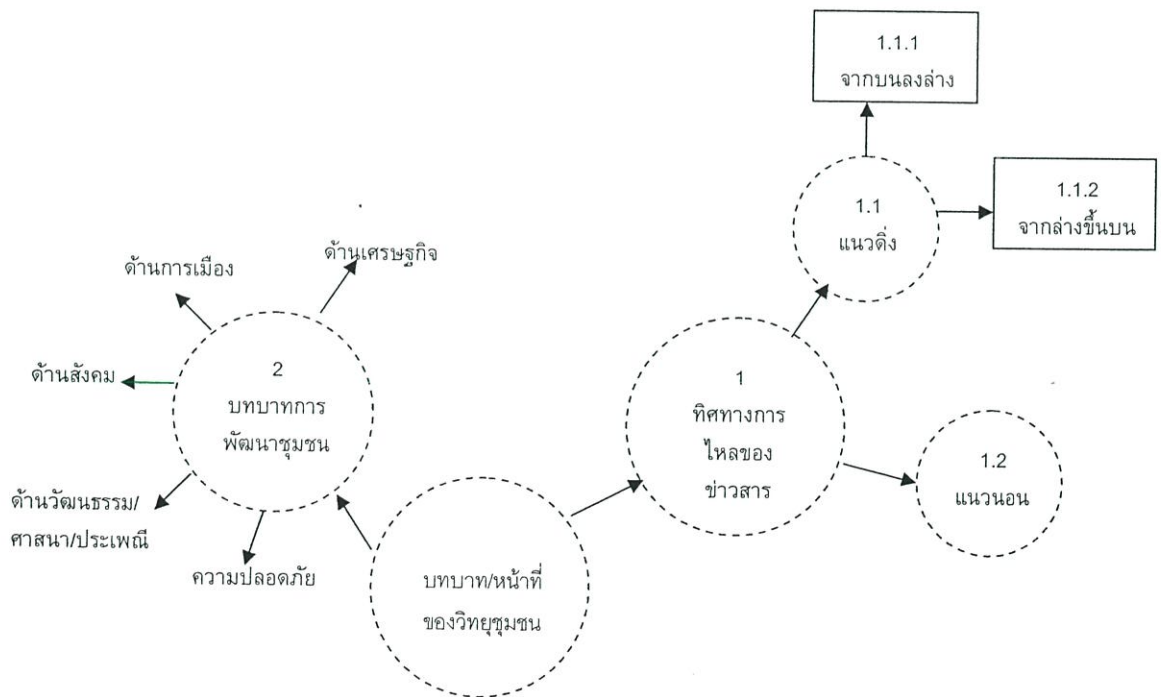 1.1.1
จากบนลงล่าง
1.1.2
จากล่างขึ้นบน
1.1
แนวดิ่ง
ด้านเศรษฐกิจ
ด้านการเมือง
ด้านสังคม
2
บทบาทการ
พัฒนาชุมชน
1
ทิศทางการ
ไหลของ
ข่าวสาร
1.2
แนวนอน
ด้านวัฒนธรรม/
ศาสนา/ประเพณี
ความปลอดภัย
บทบาท/หน้าที่
ของวิทยุชุมชน